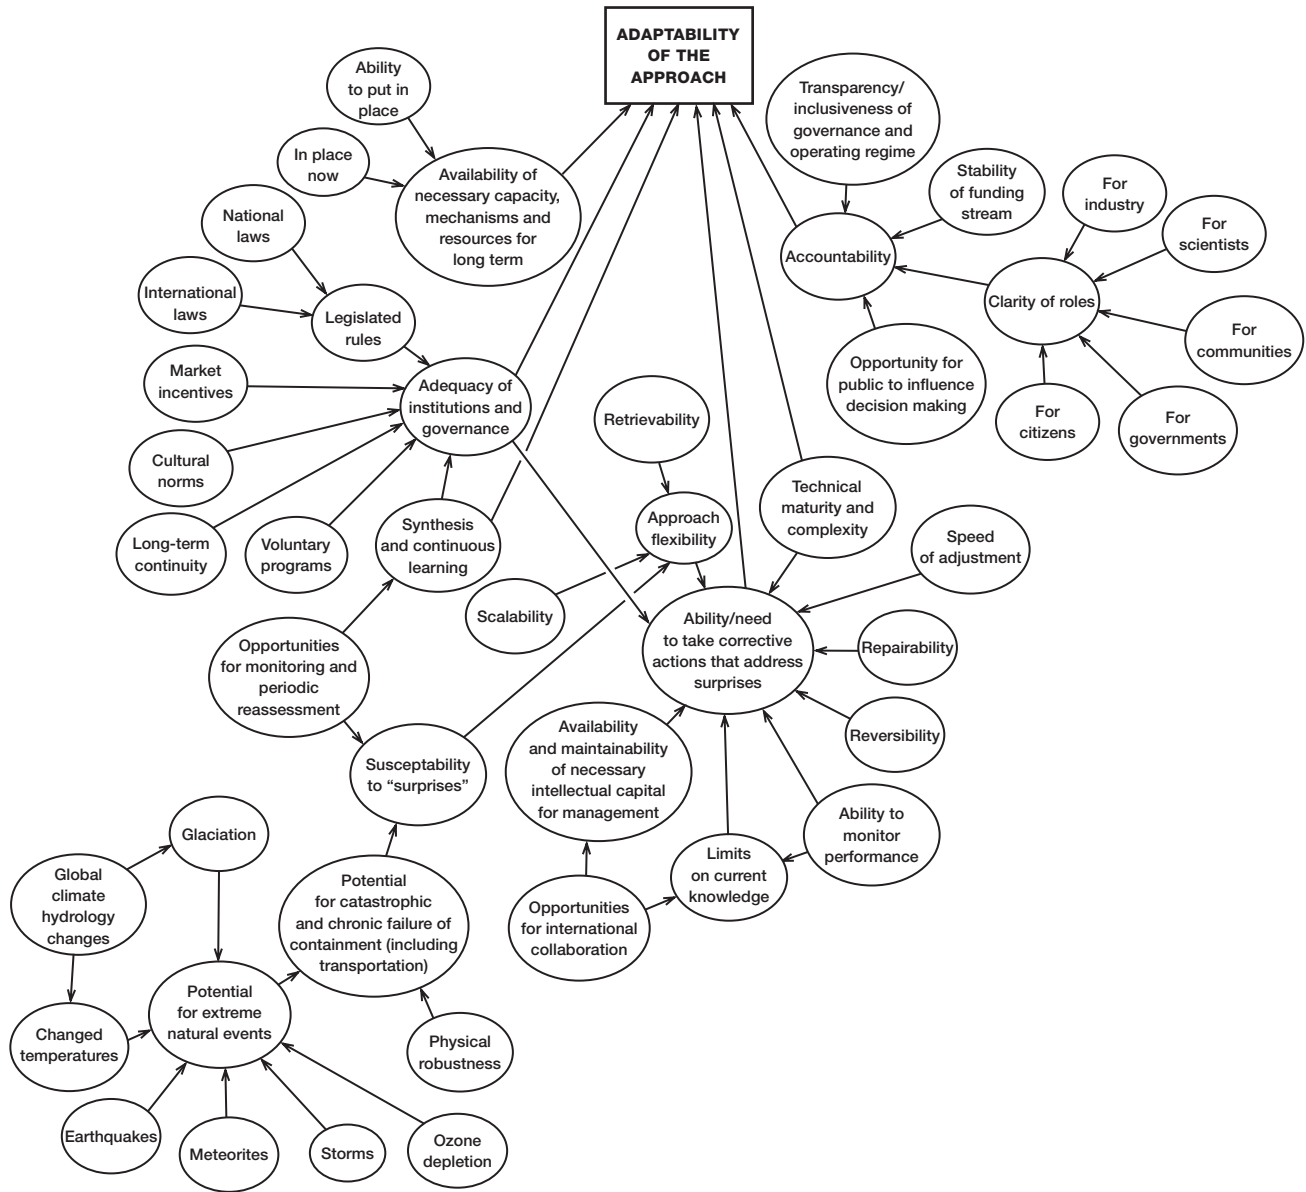 ADAPTABILITY
OF THE
APPROACH
Ability
to put in
place
In place
now
Availability of
necessary capacity,
mechanisms and
resources for
long term
National
laws
International
laws
Legislated
rules
Market
incentives
Adequacy of
institutions and
governance
Cultural
norms
Long-term
continuity
Voluntary
programs
Synthesis
and continuous
learning
Opportunities
for monitoring and
periodic
reassessment
Transparency/
inclusiveness of
governance and
operating regime
Stability
of funding
stream
For
industry
For
scientists
Accountability
Clarity of roles
For
communities
Opportunity for
public to influence
decision making
For
citizens
For
governments
Retrievability
Approach
flexibility
Technical
maturity and
complexity
Speed
of adjustment
Scalability
Ability/need
to take corrective
actions that address
surprises
Repairability
Reversibility
Susceptability
to “surprises”
Availability
and maintainability
of necessary
intellectual capital
for management
Ability to
monitor
performance
Limits
on current
knowledge
Opportunities
for international
collaboration
Glaciation
Global
climate
hydrology
changes
Potential
for catastrophic
and chronic failure of
containment (including
transportation)
Potential
for extreme
natural events
Changed
temperatures
Physical
robustness
Earthquakes
Meteorites
Storms
Ozone
depletion